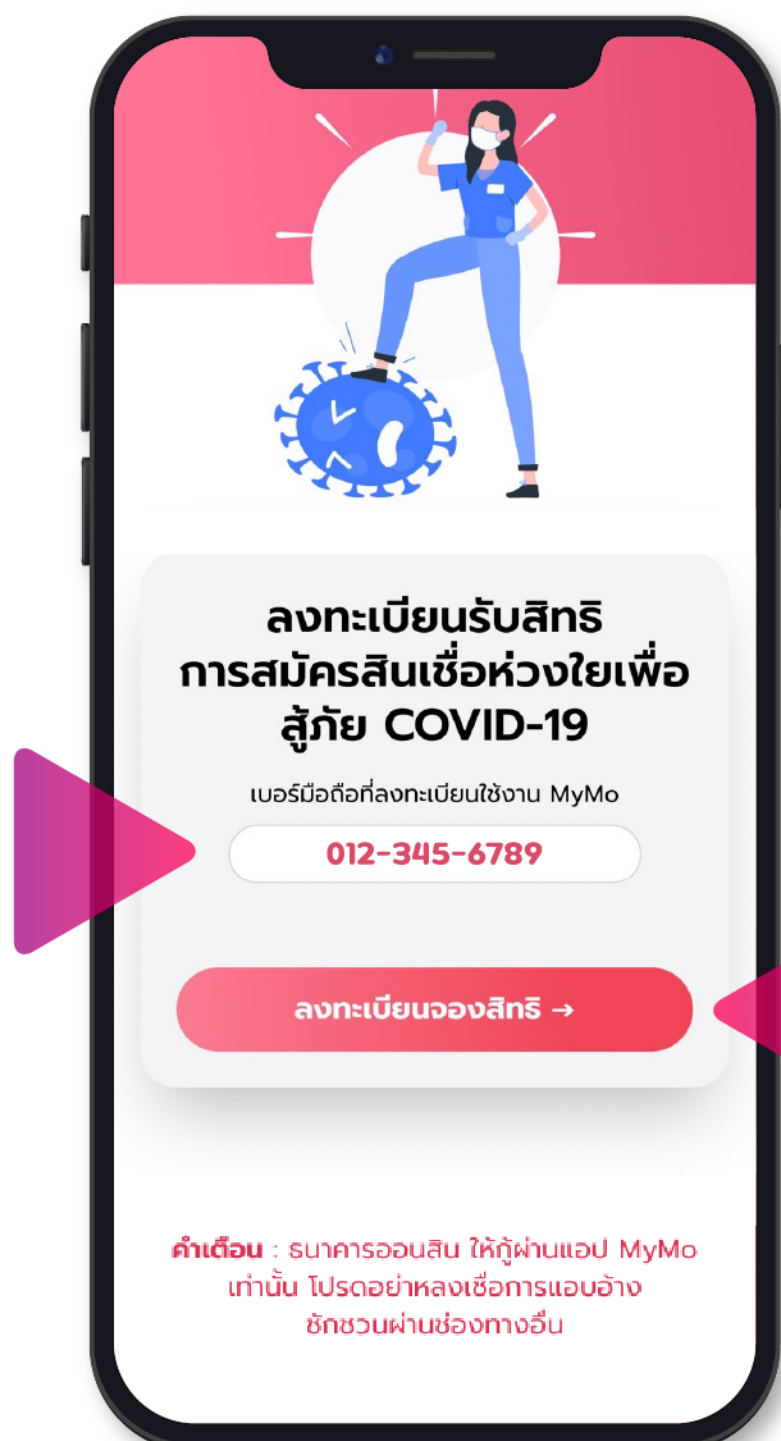 ลงทะเบียนรับสิทธิ
การสมัครสินเชื่อห่วงใยเพื่อ
สู้ภัย COVID-19
เบอร์มือถือที่ลงทะเบียนใช้งาน MyMo
012-345-6789
ลงทะเบียนจองสิทธิ →
คำเตือน : ธนาคารออมสิน ให้กู้ผ่านแอป MyMo
เท่านั้น โปรดอย่าหลงเชื่อการแอบอ้าง
ชักชวนผ่านช่องทางอื่น